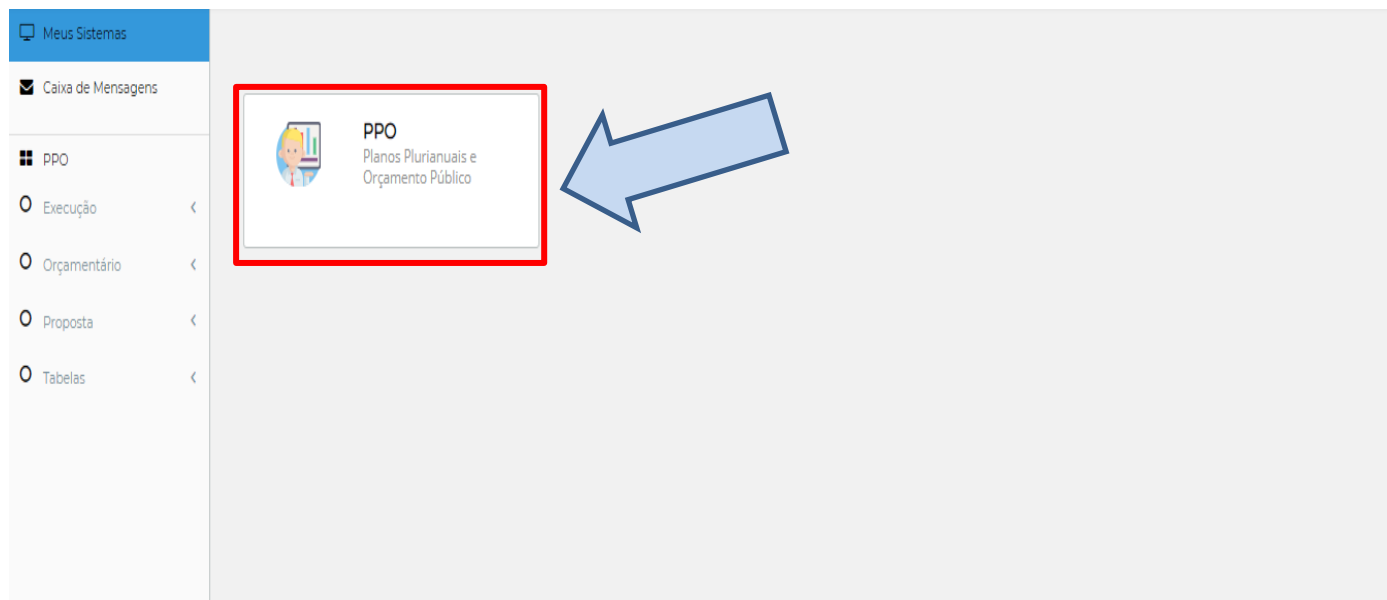 Meus Sistemas
Caixa de Mensagens
PPO
Execução
Orçamentário
Proposta
Tabelas
PPO
Planos Plurianuais e
Orçamento Público